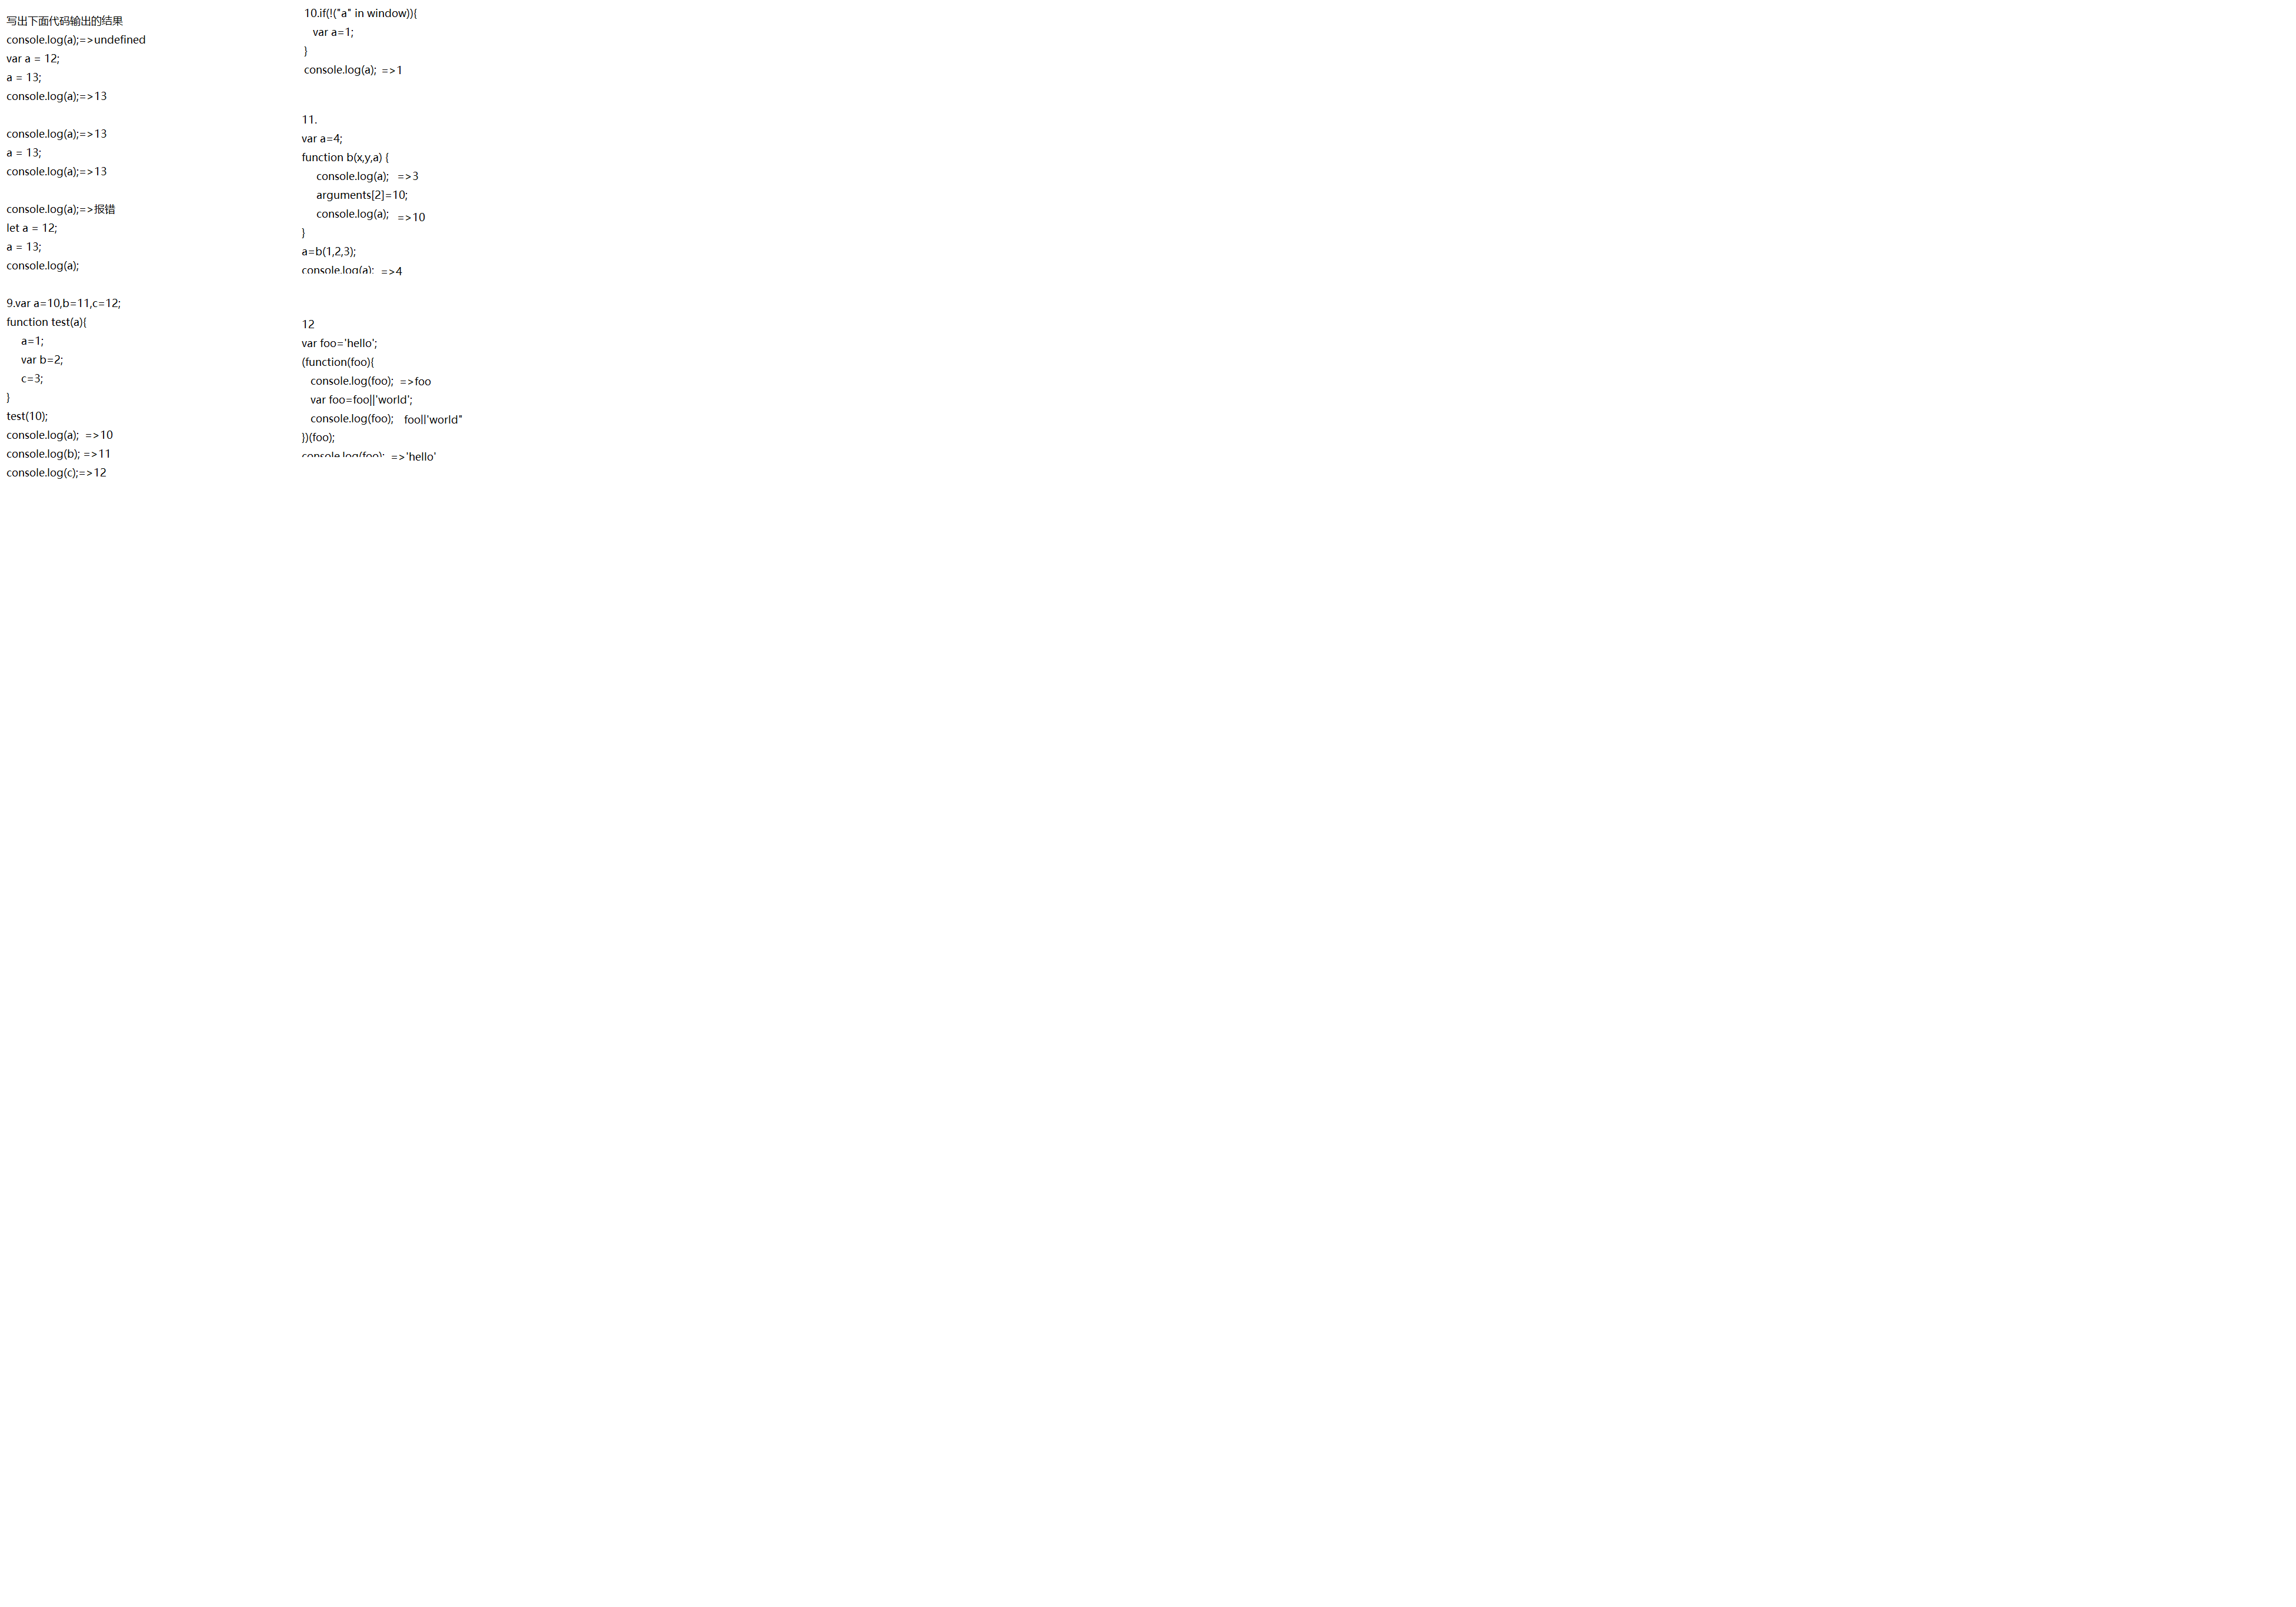 写出下面代码输出的结果
console.log(a);=>undefined
var a = 12;
a = 13;
console.log(a);=>13
console.log(a);=>13
a = 13;
console.log(a);=>13
console.log(a);=>报错
let a = 12;
a = 13;
console.log(a);
9.var a=10,b=11,c=12;
function test(a){
a=1;
var b=2;
c=3;
}
test(10);
console.log(a); =>10
console.log(b); =>11
console.log(c);=>12
10.if(!("a" in window)){
var a=1;
}
console.log(a); =>1
11.
var a=4;
function b(x,y,a) {
console.log(a); =>3
arguments[2]=10;
console.log(a); =>10
}
a=b(1,2,3);
console.log(a); =>4
12
var foo='hello';
(function(foo){
console.log(foo); =>foo
var foo=foo||'world';
console.log(foo); foo||'world"
})(foo);
console.log(foo); =>'hello'